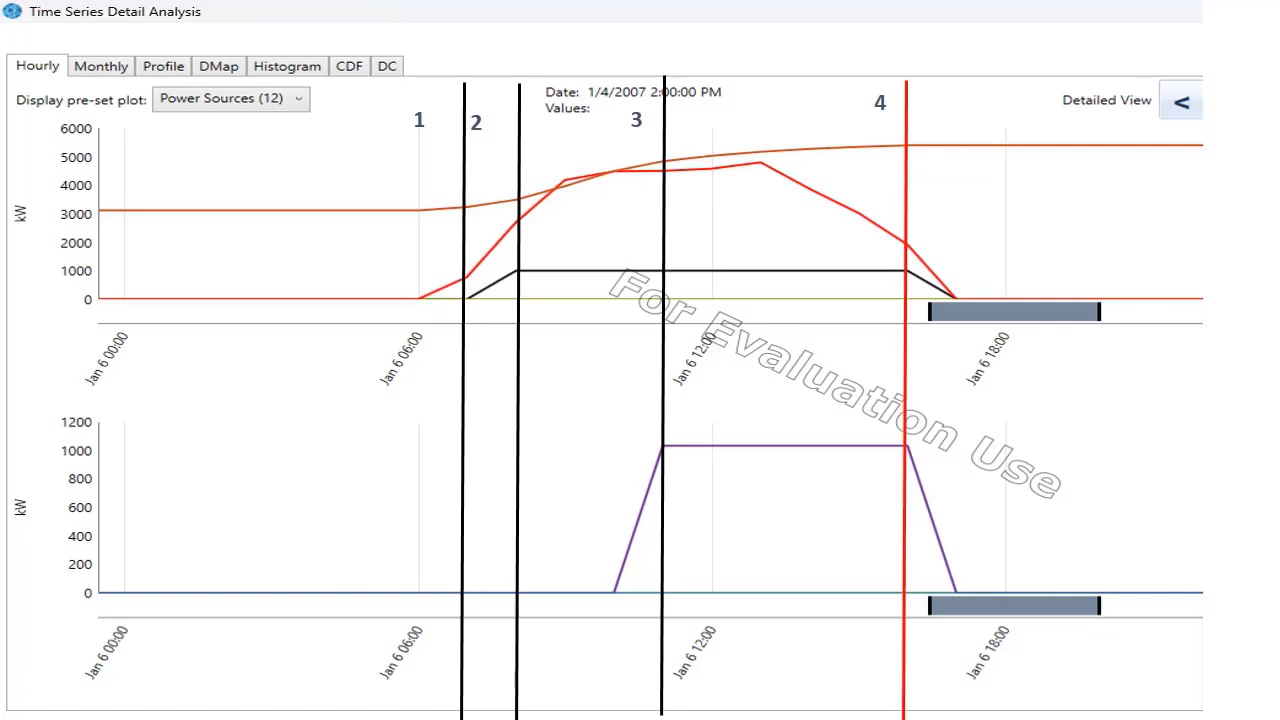 Time Series Detail Analysis
Hourly Monthly Profile DMap Histogram CDF DC
Display pre-set plot: Power Sources (12)
Date: 1/4/2007 2:00:00 PM
Values:
Detailed View <
1 2 3 4
6000
5000
4000
3000
2000
1000
0
kW
Jan 6 00:00 Jan 6 06:00 Jan 6 12:00 Jan 6 18:00
For Evaluation Use
1200
1000
800
600
400
200
0
kW
Jan 6 00:00 Jan 6 06:00 Jan 6 12:00 Jan 6 18:00